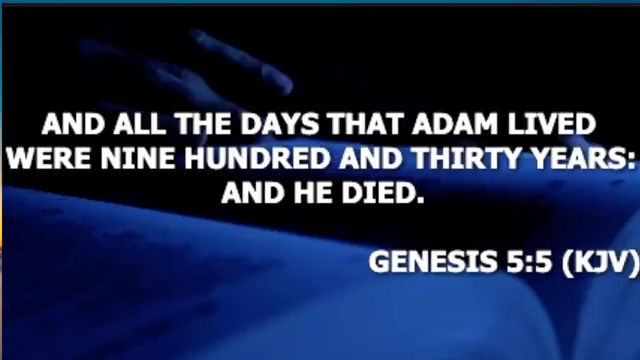 AND ALL THE DAYS THAT ADAM LIVED
WERE NINE HUNDRED AND THIRTY YEARS:
AND HE DIED.
GENESIS 5:5 (KJV)